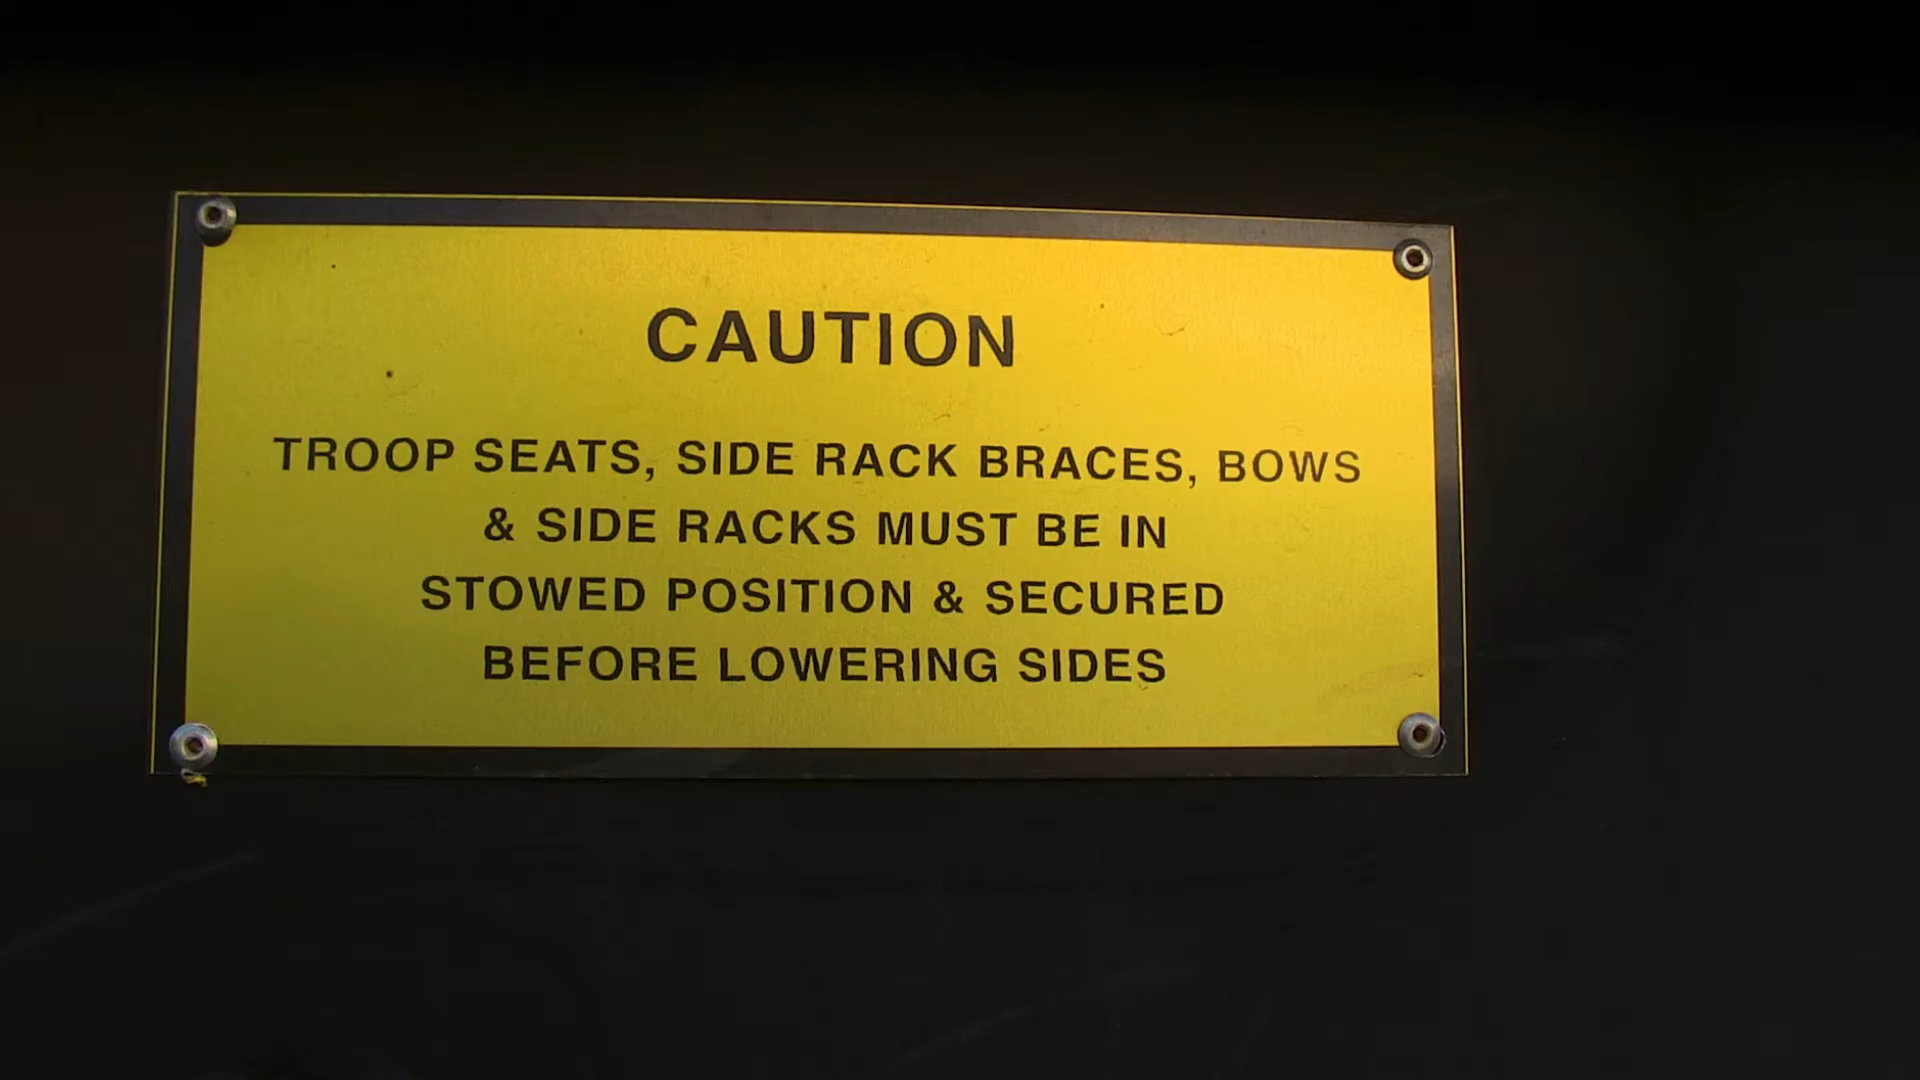 CAUTION
TROOP SEATS, SIDE RACK BRACES, BOWS
& SIDE RACKS MUST BE IN
STOWED POSITION & SECURED
BEFORE LOWERING SIDES